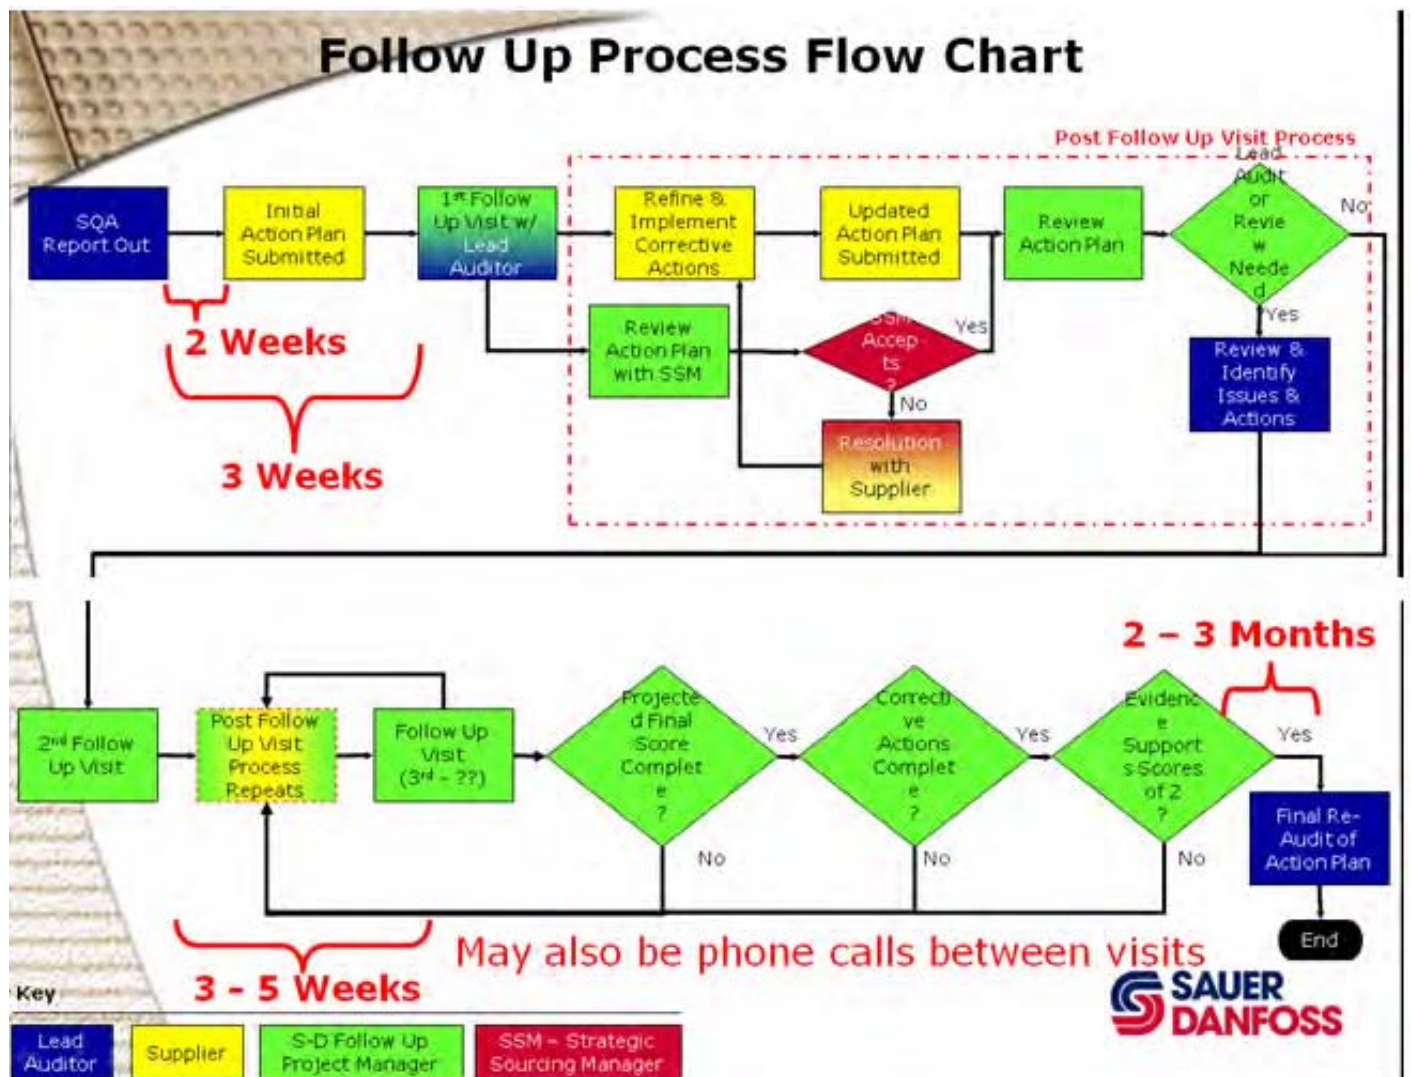 Follow Up Process Flow Chart
Post Follow Up Visit Process
SQA
Report Out
Initial
Action Plan
Submitted
1st Follow
Up Visit w/
Lead
Auditor
Refine &
Implement
Corrective
Actions
Updated
Action Plan
Submitted
Review
Action Plan
Lead
Audit
or
Revie
w
Neede
d
No
Yes
2 Weeks
3 Weeks
Review
Action Plan
with SSM
SSM
Accep-
ts
?
Yes
No
Resolution
with
Supplier
Review &
Identify
Issues &
Actions
2 – 3 Months
2nd Follow
Up Visit
Post Follow
Up Visit
Process
Repeats
Follow Up
Visit
(3rd – ??)
Projecte
d Final
Score
Complet
e
?
Yes
No
Correcti
ve
Actions
Complet
e
?
Yes
No
Evidenc
e
Support
s Scores
of 2
?
Yes
No
Final Re-
Audit of
Action Plan
End
May also be phone calls between visits
3 – 5 Weeks
Key
Lead
Auditor
Supplier
S-D Follow Up
Project Manager
SSM – Strategic
Sourcing Manager
SAUER
DANFOSS